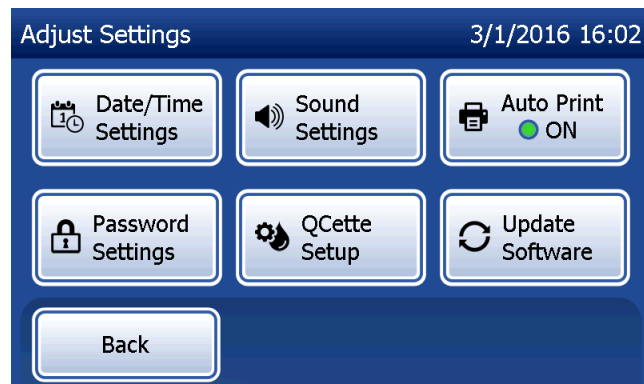 Adjust Settings 3/1/2016 16:02
Date/Time
Settings
Sound
Settings
Auto Print
ON
Password
Settings
QCette
Setup
Update
Software
Back